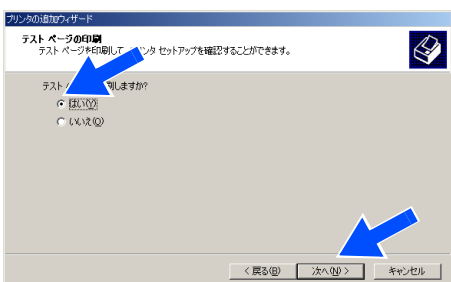 プリンタの追加ウィザード
テスト ページの印刷
テスト ページを印刷して、 ンタ セットアップを確認することができます。
テスト 刷しますか?
はい(Y)
いいえ(O)
< 戻る(B) 次へ(N) > キャンセル